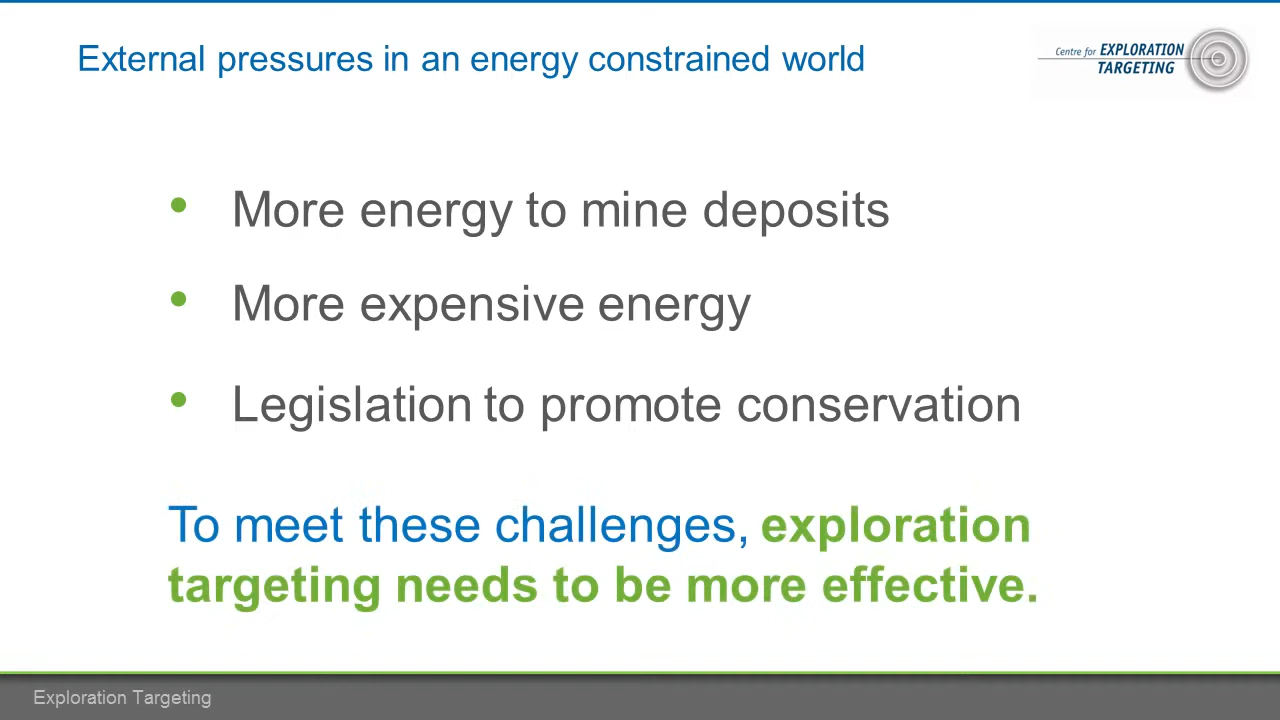 External pressures in an energy constrained world
Centre for EXPLORATION
TARGETING
• More energy to mine deposits
• More expensive energy
• Legislation to promote conservation
To meet these challenges, exploration
targeting needs to be more effective.
Exploration Targeting